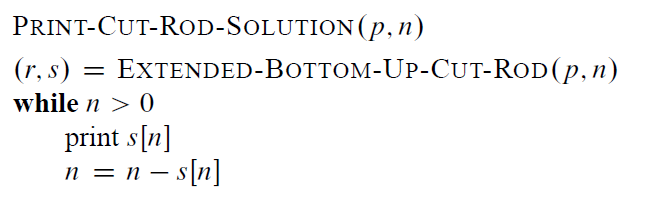 PRINT-CUT-ROD-SOLUTION(p, n)
(r, s) = EXTENDED-BOTTOM-UP-CUT-ROD(p, n)
while n > 0
print s[n]
n = n − s[n]